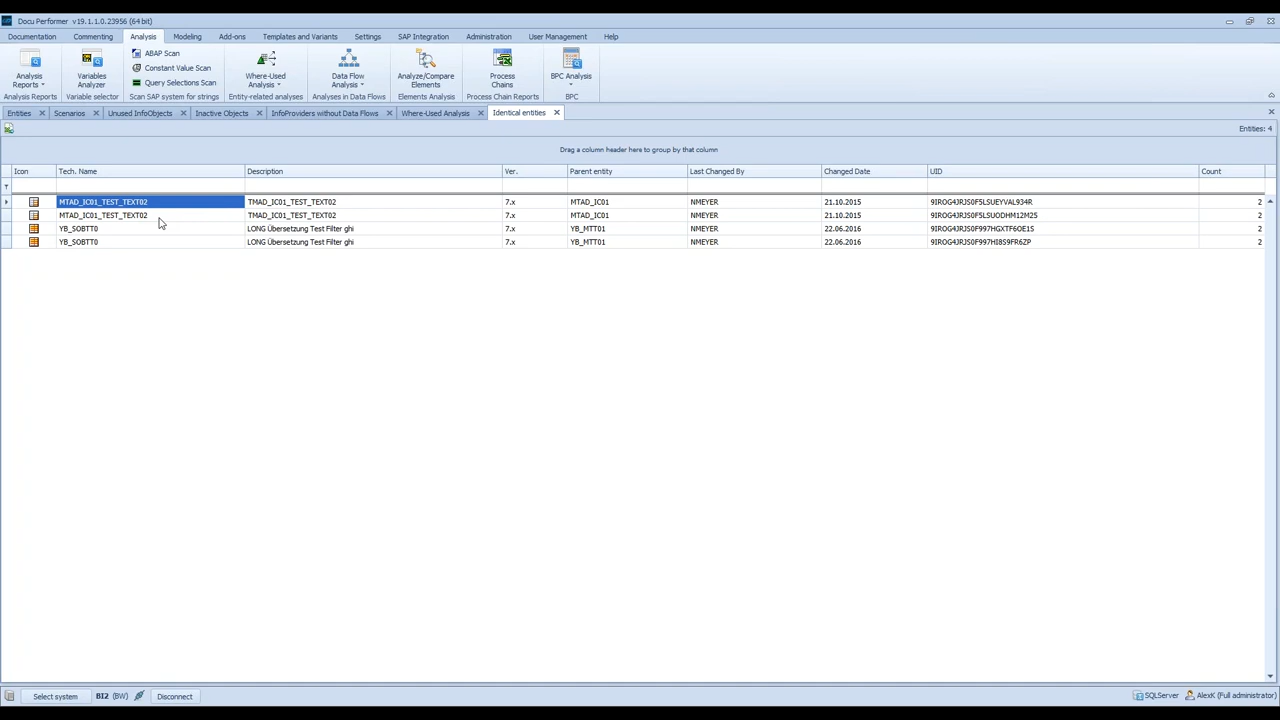 Docu Performer v19.1.1.0.23956 (64 bit)
Documentation Commenting Analysis Modeling Add-ons Templates and Variants Settings SAP Integration Administration User Management Help
Analysis Reports
Variables Analyzer
ABAP Scan
Constant Value Scan
Query Selections Scan
Where-Used Analysis
Data Flow Analysis
Analyze/Compare Elements
Process Chains
BPC Analysis
Analysis Reports Variable selector Scan SAP system for strings Entity-related analyses Analyses in Data Flows Elements Analysis Process Chain Reports BPC
Entities Scenarios Unused InfoObjects Inactive Objects InfoProviders without Data Flows Where-Used Analysis Identical entities
Entities: 4
Drag a column header here to group by that column
Icon Tech. Name Description Ver. Parent entity Last Changed By Changed Date UID Count
MTAD_IC01_TEST_TEXT02 TMAD_IC01_TEST_TEXT02 7.x MTAD_IC01 NMEYER 21.10.2015 9IROG4JRJS0F5LSUEYVAL934R 2
MTAD_IC01_TEST_TEXT02 TMAD_IC01_TEST_TEXT02 7.x MTAD_IC01 NMEYER 21.10.2015 9IROG4JRJS0F5LSUODHM12M25 2
YB_SOBTT0 LONG Übersetzung Test Filter ghi 7.x YB_MTT01 NMEYER 22.06.2016 9IROG4JRJS0F997HGXTF6OE1S 2
YB_SOBTT0 LONG Übersetzung Test Filter ghi 7.x YB_MTT01 NMEYER 22.06.2016 9IROG4JRJS0F997HI8S9FR6ZP 2
Select system BI2 (BW) Disconnect SQLServer AlexK (Full administrator)